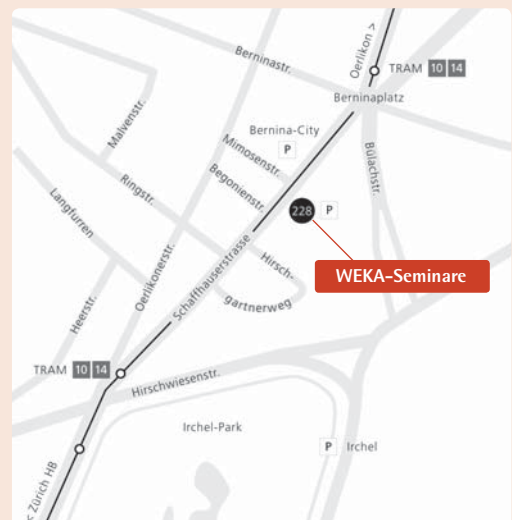 Oerlikon >
TRAM 10 14
Berninastr.
Berninaplatz
Malvenstr.
Bernina-City
P
Mimosenstr.
Bülachstr.
Begonienstr.
Ringstr.
228 P
Langfurren
WEKA-Seminare
Oerlikonerstr.
Schaffhauserstrasse
Hirsch-
gartnerweg
Heerstr.
TRAM 10 14
Hirschwiesenstr.
Irchel-Park
P Irchel
< Zürich HB